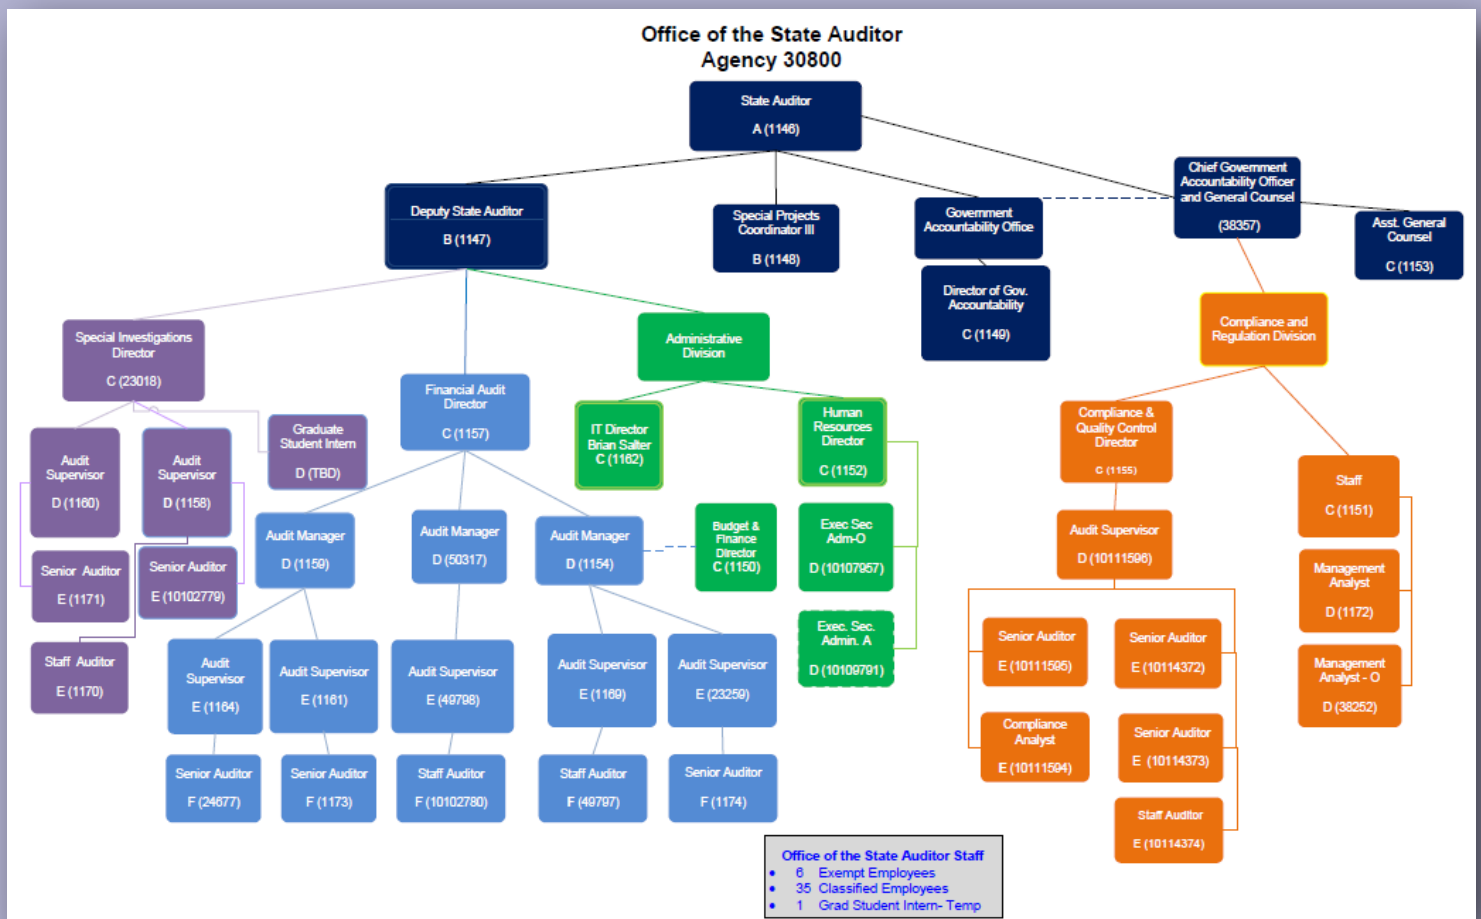 Office of the State Auditor
Agency 30800
State Auditor
A (1146)
Deputy State Auditor
B (1147)
Special Projects
Coordinator III
B (1148)
Government
Accountability Office
Director of Gov.
Accountability
C (1149)
Chief Government
Accountability Officer
and General Counsel
(38357)
Asst. General
Counsel
C (1153)
Special Investigations
Director
C (23018)
Financial Audit
Director
C (1157)
Administrative
Division
Compliance and
Regulation Division
Audit
Supervisor
D (1160)
Audit
Supervisor
D (1158)
Graduate
Student Intern
D (TBD)
Senior Auditor
E (1171)
Senior Auditor
E (10102779)
Staff Auditor
E (1170)
Audit Manager
D (1159)
Audit Manager
D (50317)
Audit Manager
D (1154)
Audit
Supervisor
E (1164)
Audit Supervisor
E (1161)
Audit Supervisor
E (49798)
Audit Supervisor
E (1169)
Audit Supervisor
E (23259)
Senior Auditor
F (24677)
Senior Auditor
F (1173)
Staff Auditor
F (10102780)
Staff Auditor
F (49797)
Senior Auditor
F (1174)
IT Director
Brian Salter
C (1162)
Human
Resources
Director
C (1152)
Budget &
Finance
Director
C (1150)
Exec Sec
Adm-O
D (10107957)
Exec. Sec.
Admin. A
D (10109791)
Compliance &
Quality Control
Director
C (1155)
Audit Supervisor
D (10111596)
Senior Auditor
E (10111595)
Senior Auditor
E (10114372)
Compliance
Analyst
E (10111594)
Senior Auditor
E (10114373)
Staff Auditor
E (10114374)
Staff
C (1151)
Management
Analyst
D (1172)
Management
Analyst - O
D (38252)
Office of the State Auditor Staff
• 6 Exempt Employees
• 35 Classified Employees
• 1 Grad Student Intern- Temp